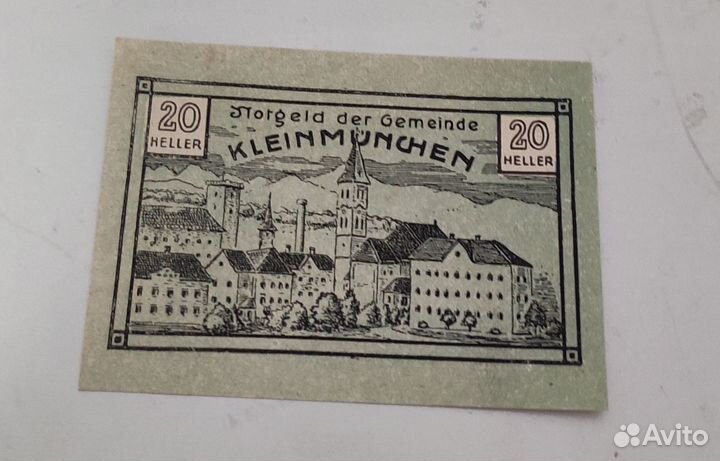 Notgeld der Gemeinde
KLEINMÜNCHEN
20
HELLER
20
HELLER
Avito